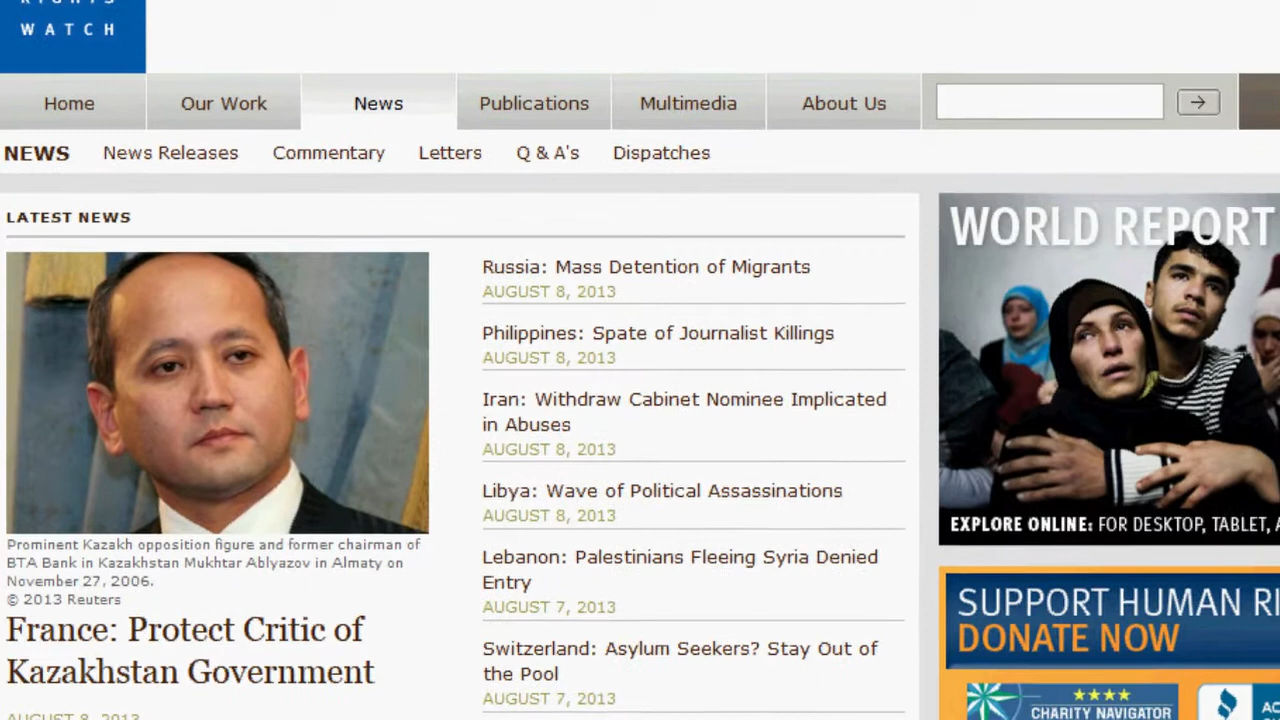 WATCH
Home
Our Work
News
Publications
Multimedia
About Us
NEWS
News Releases
Commentary
Letters
Q & A's
Dispatches
LATEST NEWS
Prominent Kazakh opposition figure and former chairman of
BTA Bank in Kazakhstan Mukhtar Ablyazov in Almaty on
November 27, 2006.
© 2013 Reuters
France: Protect Critic of
Kazakhstan Government
AUGUST 8, 2013
Russia: Mass Detention of Migrants
AUGUST 8, 2013
Philippines: Spate of Journalist Killings
AUGUST 8, 2013
Iran: Withdraw Cabinet Nominee Implicated
in Abuses
AUGUST 8, 2013
Libya: Wave of Political Assassinations
AUGUST 8, 2013
Lebanon: Palestinians Fleeing Syria Denied
Entry
AUGUST 7, 2013
Switzerland: Asylum Seekers? Stay Out of
the Pool
AUGUST 7, 2013
WORLD REPORT
EXPLORE ONLINE: FOR DESKTOP, TABLET,
SUPPORT HUMAN RI
DONATE NOW
CHARITY NAVIGATOR